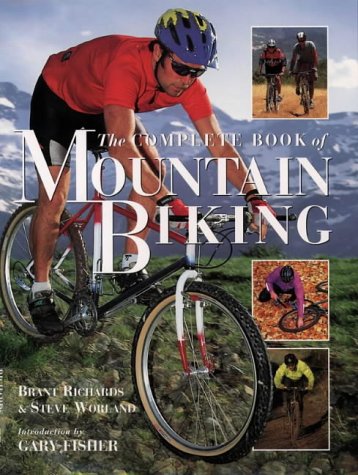 The COMPLETE BOOK of
MOUNTAIN
BIKING
BRANT RICHARDS
& STEVE WORLAND
Introduction by
GARY FISHER